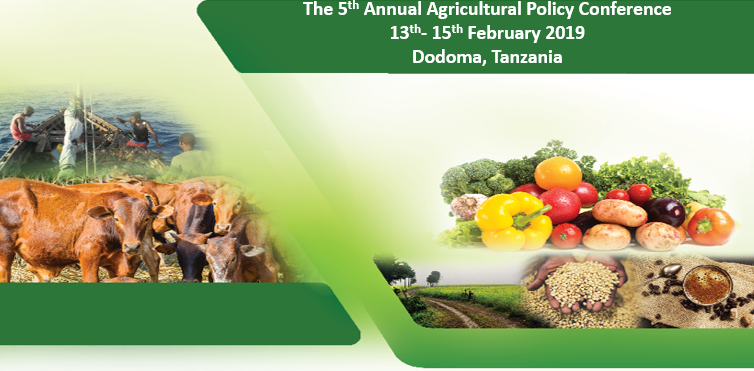 The 5th Annual Agricultural Policy Conference
13th- 15th February 2019
Dodoma, Tanzania